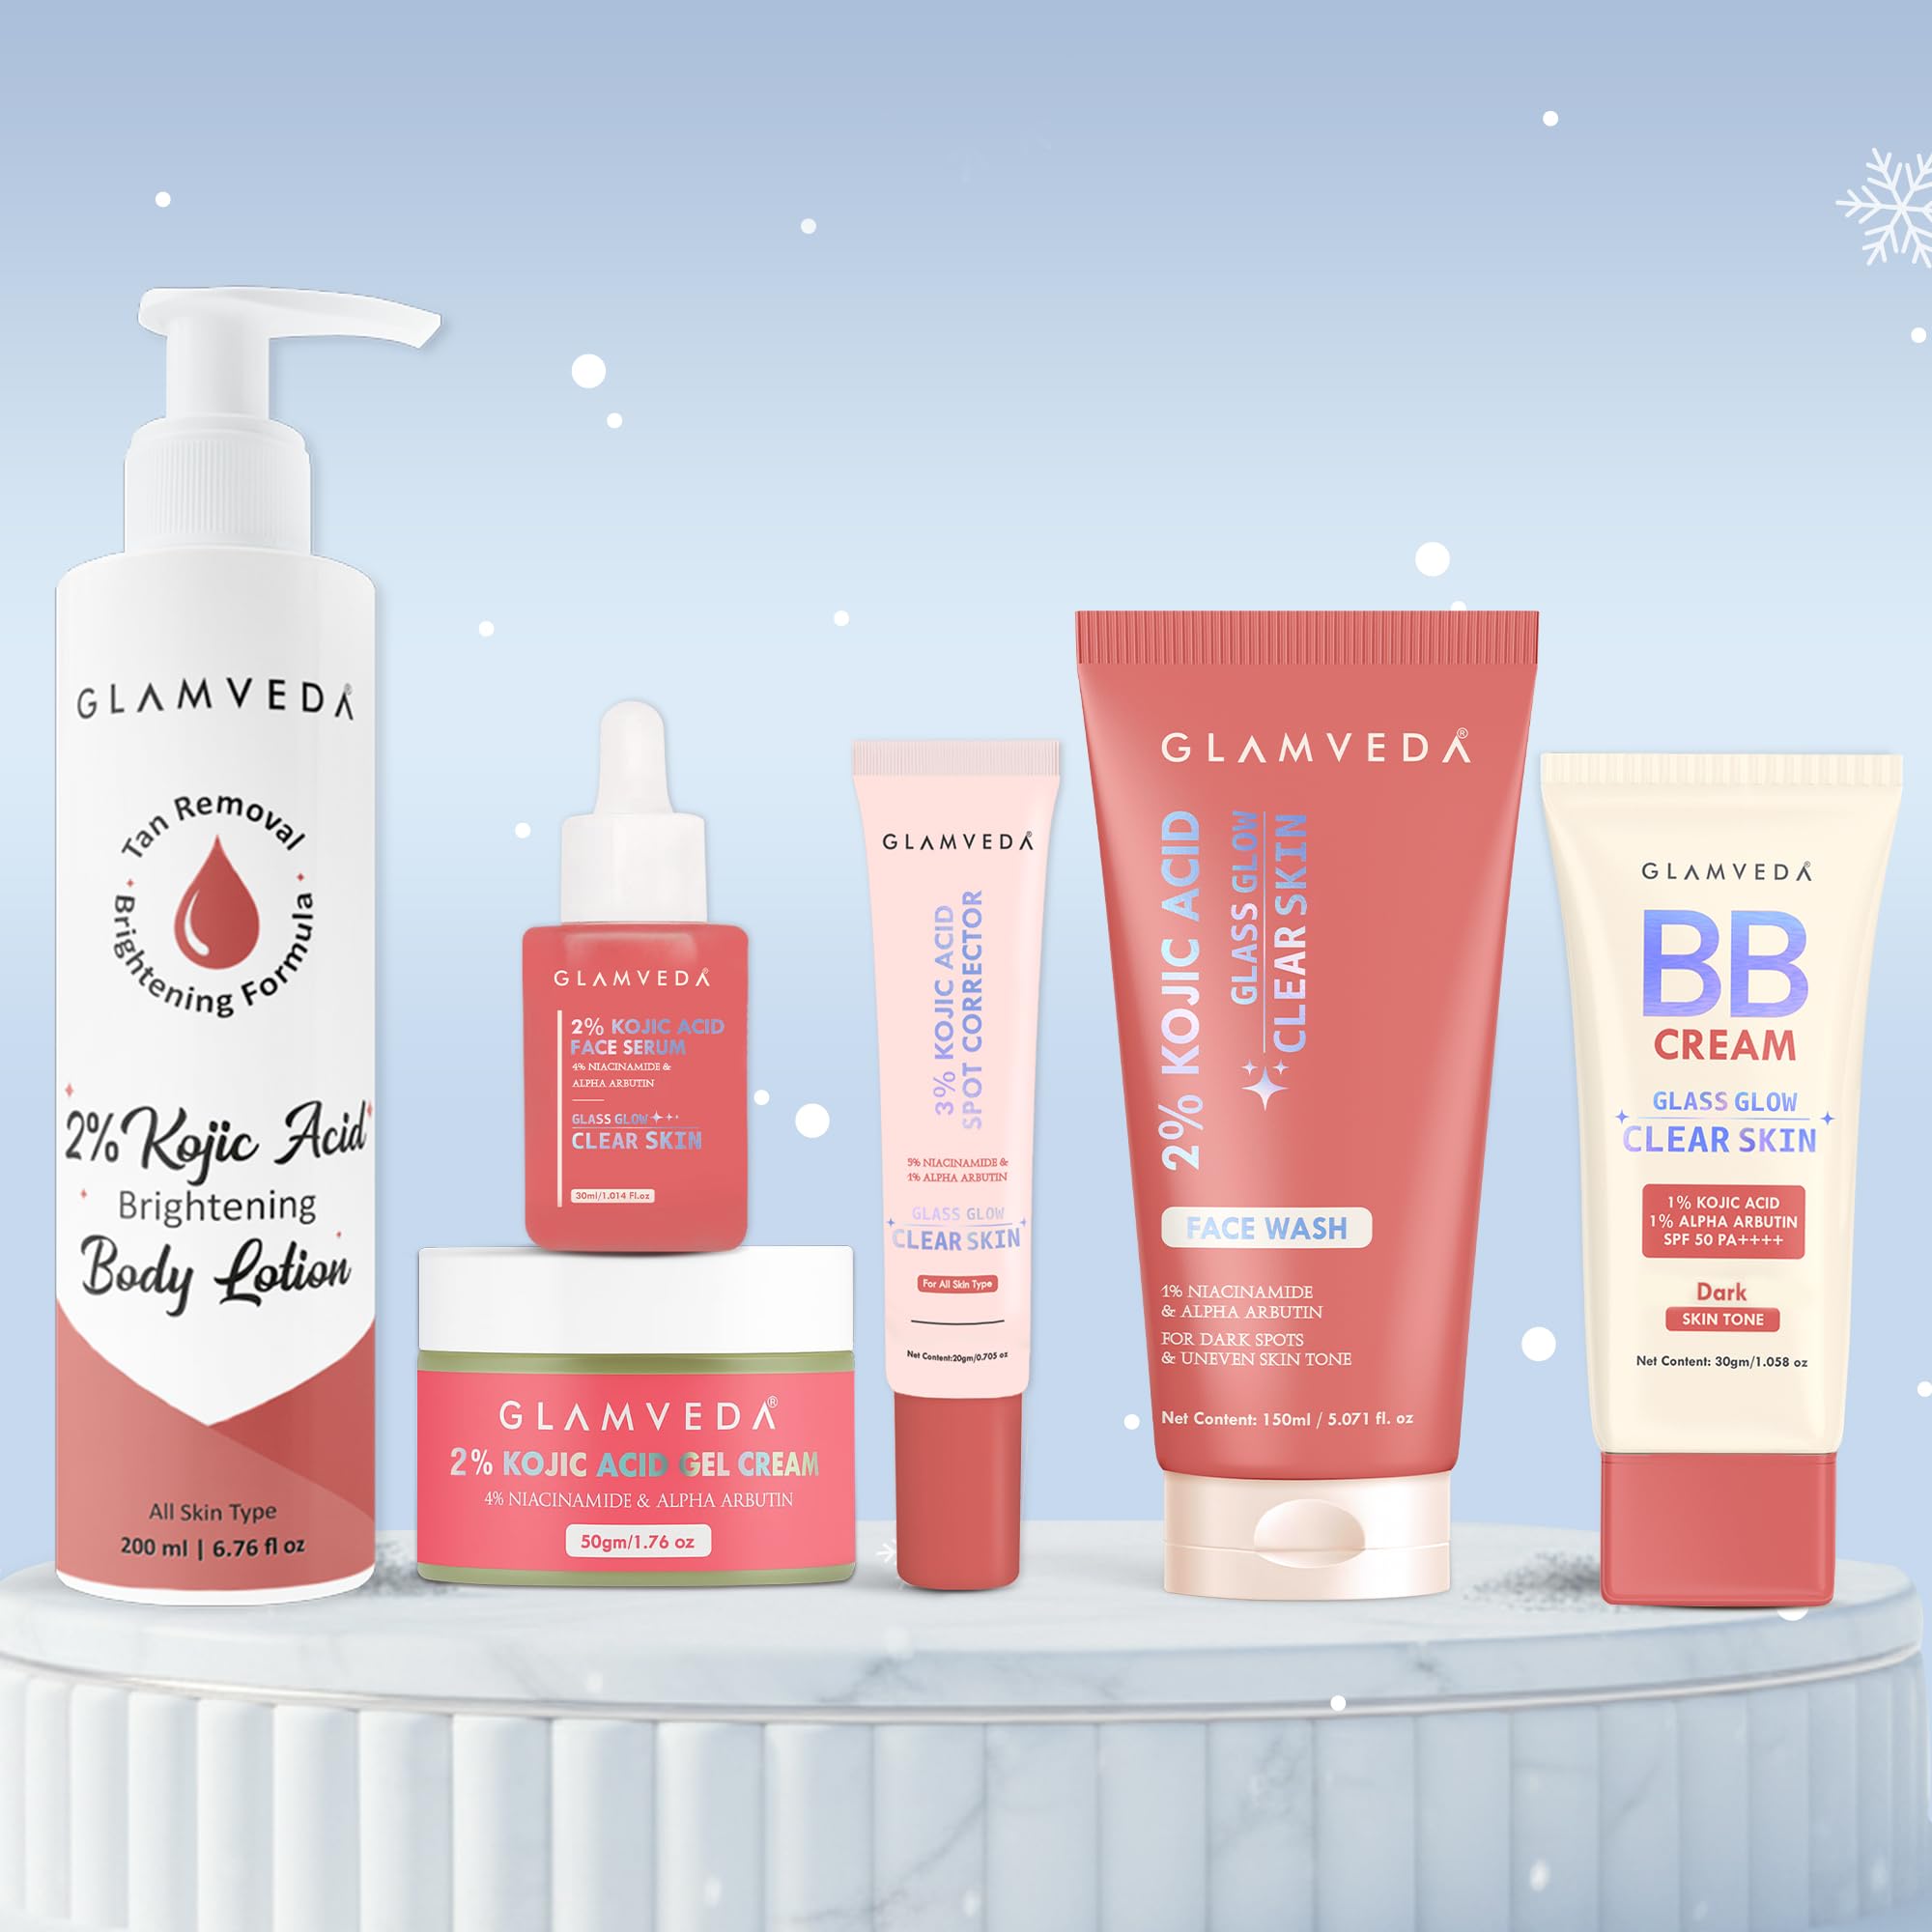 GLAMVEDA®
Tan Removal
• Brightening Formula •
2% Kojic Acid
Brightening
Body Lotion
All Skin Type
200 ml | 6.76 fl oz
GLAMVEDA®
2% KOJIC ACID
FACE SERUM
4% NIACINAMIDE &
ALPHA ARBUTIN
GLASS GLOW
CLEAR SKIN
30ml/1.014 Fl.oz
GLAMVEDA®
2% KOJIC ACID GEL CREAM
4% NIACINAMIDE & ALPHA ARBUTIN
50gm/1.76 oz
GLAMVEDA®
3% KOJIC ACID
SPOT CORRECTOR
5% NIACINAMIDE &
1% ALPHA ARBUTIN
GLASS GLOW
CLEAR SKIN
For All Skin Type
Net Content:20gm/0.705 oz
GLAMVEDA®
2% KOJIC ACID
GLASS GLOW
CLEAR SKIN
FACE WASH
1% NIACINAMIDE
& ALPHA ARBUTIN
FOR DARK SPOTS
& UNEVEN SKIN TONE
Net Content: 150ml / 5.071 fl. oz
GLAMVEDA®
BB
CREAM
GLASS GLOW
CLEAR SKIN
1% KOJIC ACID
1% ALPHA ARBUTIN
SPF 50 PA++++
Dark
SKIN TONE
Net Content: 30gm/1.058 oz